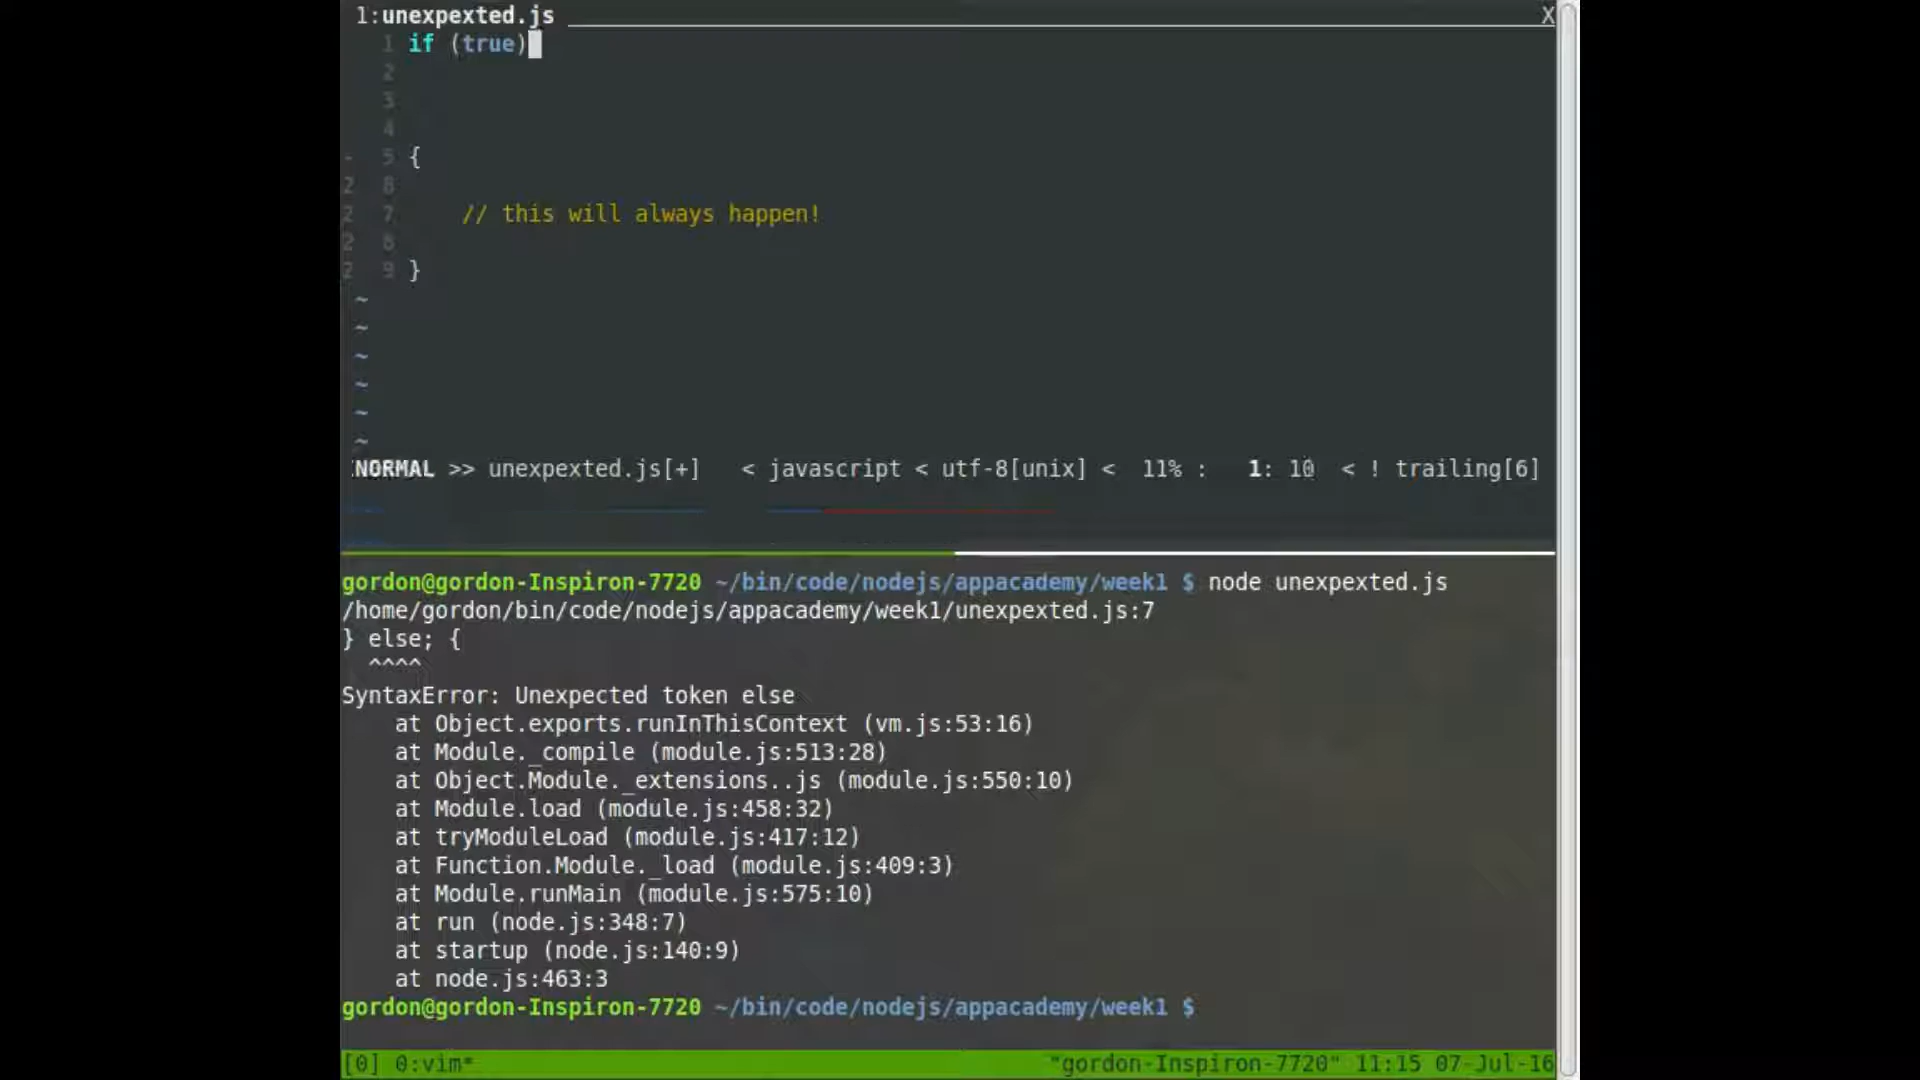 1:unexpexted.js X
1 if (true)
2
3
4
- 5 {
2 8
2 7 // this will always happen!
2 8
2 9 }
~
~
~
~
~
~
NORMAL >> unexpexted.js[+] < javascript < utf-8[unix] < 11% : 1: 10 < ! trailing[6]
gordon@gordon-Inspiron-7720 ~/bin/code/nodejs/appacademy/week1 $ node unexpexted.js
/home/gordon/bin/code/nodejs/appacademy/week1/unexpexted.js:7
} else; {
^^^^
SyntaxError: Unexpected token else
at Object.exports.runInThisContext (vm.js:53:16)
at Module._compile (module.js:513:28)
at Object.Module._extensions..js (module.js:550:10)
at Module.load (module.js:458:32)
at tryModuleLoad (module.js:417:12)
at Function.Module._load (module.js:409:3)
at Module.runMain (module.js:575:10)
at run (node.js:348:7)
at startup (node.js:140:9)
at node.js:463:3
gordon@gordon-Inspiron-7720 ~/bin/code/nodejs/appacademy/week1 $
[0] 0:vim* "gordon-Inspiron-7720" 11:15 07-Jul-16